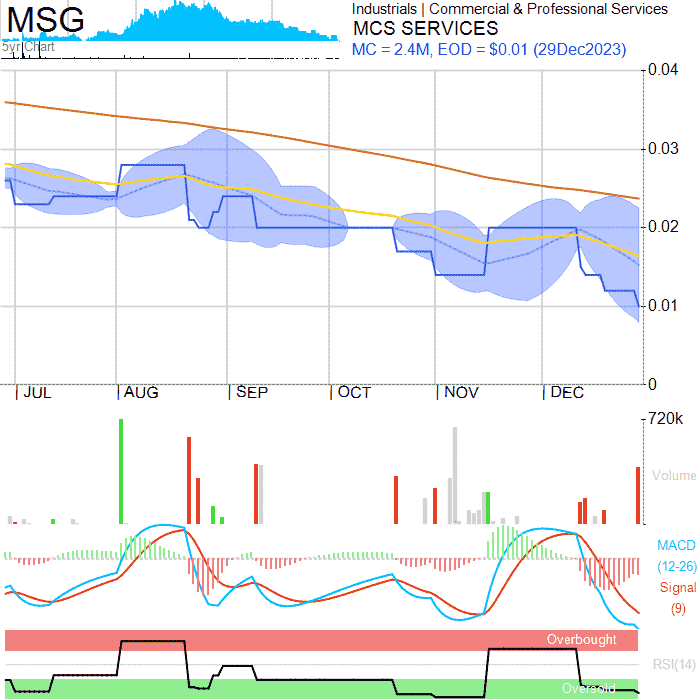 MSG
5yr Chart
Industrials | Commercial & Professional Services
MCS SERVICES
MC = 2.4M, EOD = $0.01 (29Dec2023)
0.04
0.03
0.02
0.01
0
| JUL | AUG | SEP | OCT | NOV | DEC
720k
Volume
MACD
(12-26)
Signal
(9)
Overbought
RSI(14)
Oversold